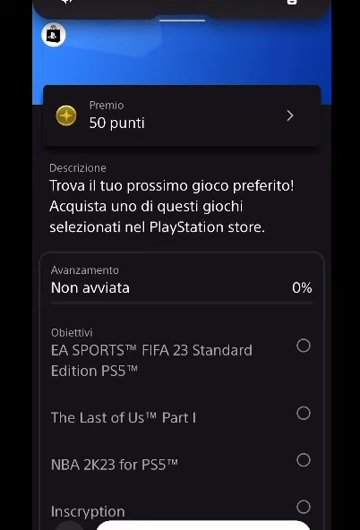 Premio
50 punti
Descrizione
Trova il tuo prossimo gioco preferito!
Acquista uno di questi giochi
selezionati nel PlayStation store.
Avanzamento
Non avviata 0%
Obiettivi
EA SPORTS™ FIFA 23 Standard
Edition PS5™
The Last of Us™ Part I
NBA 2K23 for PS5™
Inscryption